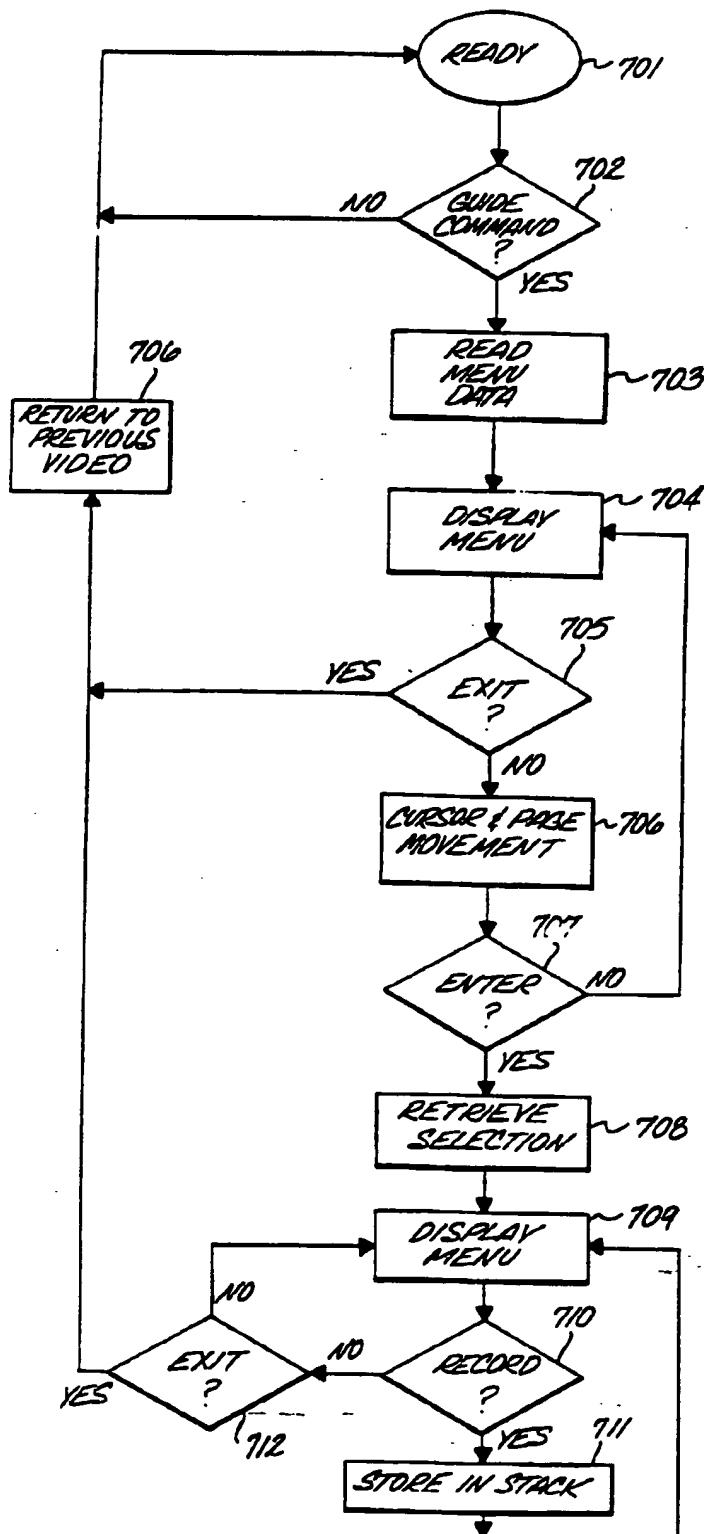 READY
701
702
GUIDE
COMMAND
?
NO
YES
READ
MENU
DATA
703
706
RETURN TO
PREVIOUS
VIDEO
704
DISPLAY
MENU
705
EXIT
?
YES
NO
CURSOR & PAGE
MOVEMENT
706
707
ENTER
?
NO
YES
RETRIEVE
SELECTION
708
709
DISPLAY
MENU
NO
710
RECORD
?
NO
EXIT
?
YES
712
YES
711
STORE IN STACK